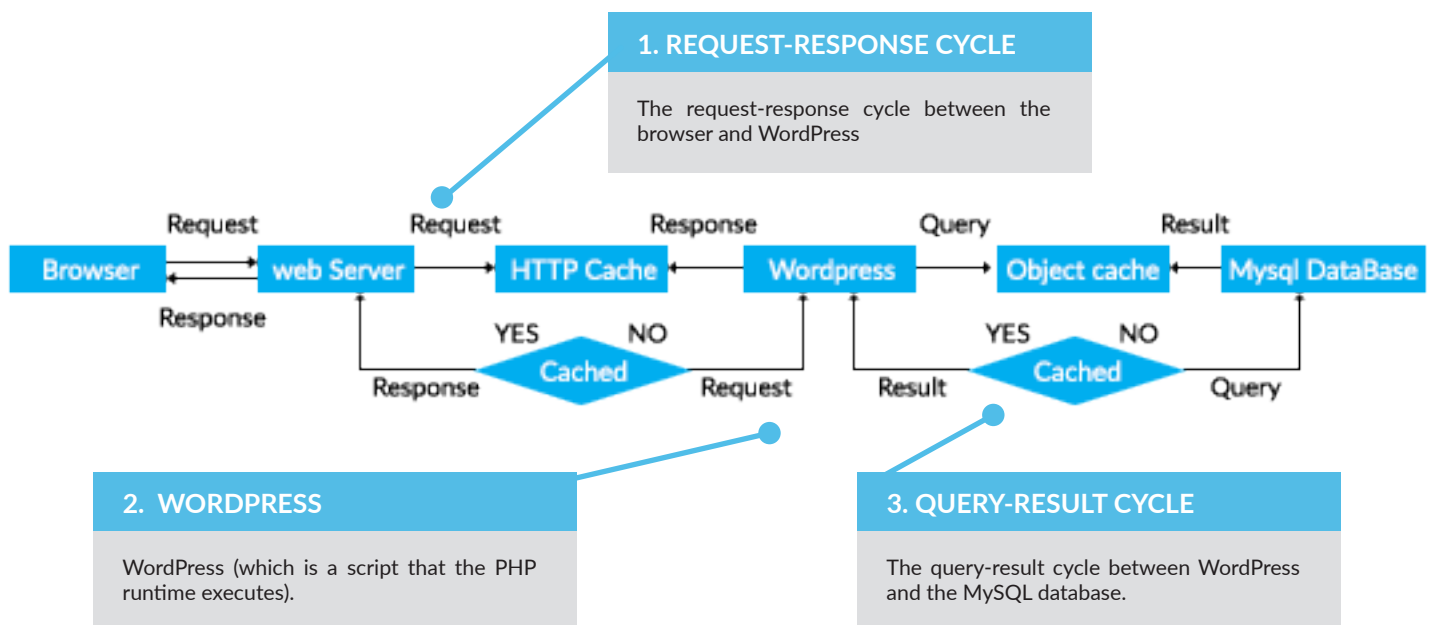 1. REQUEST-RESPONSE CYCLE
The request-response cycle between the
browser and WordPress
Request
Request
Response
Query
Result
Browser
web Server
HTTP Cache
Wordpress
Object cache
Mysql DataBase
Response
YES
NO
YES
NO
Cached
Cached
Response
Request
Result
Query
2. WORDPRESS
WordPress (which is a script that the PHP
runtime executes).
3. QUERY-RESULT CYCLE
The query-result cycle between WordPress
and the MySQL database.